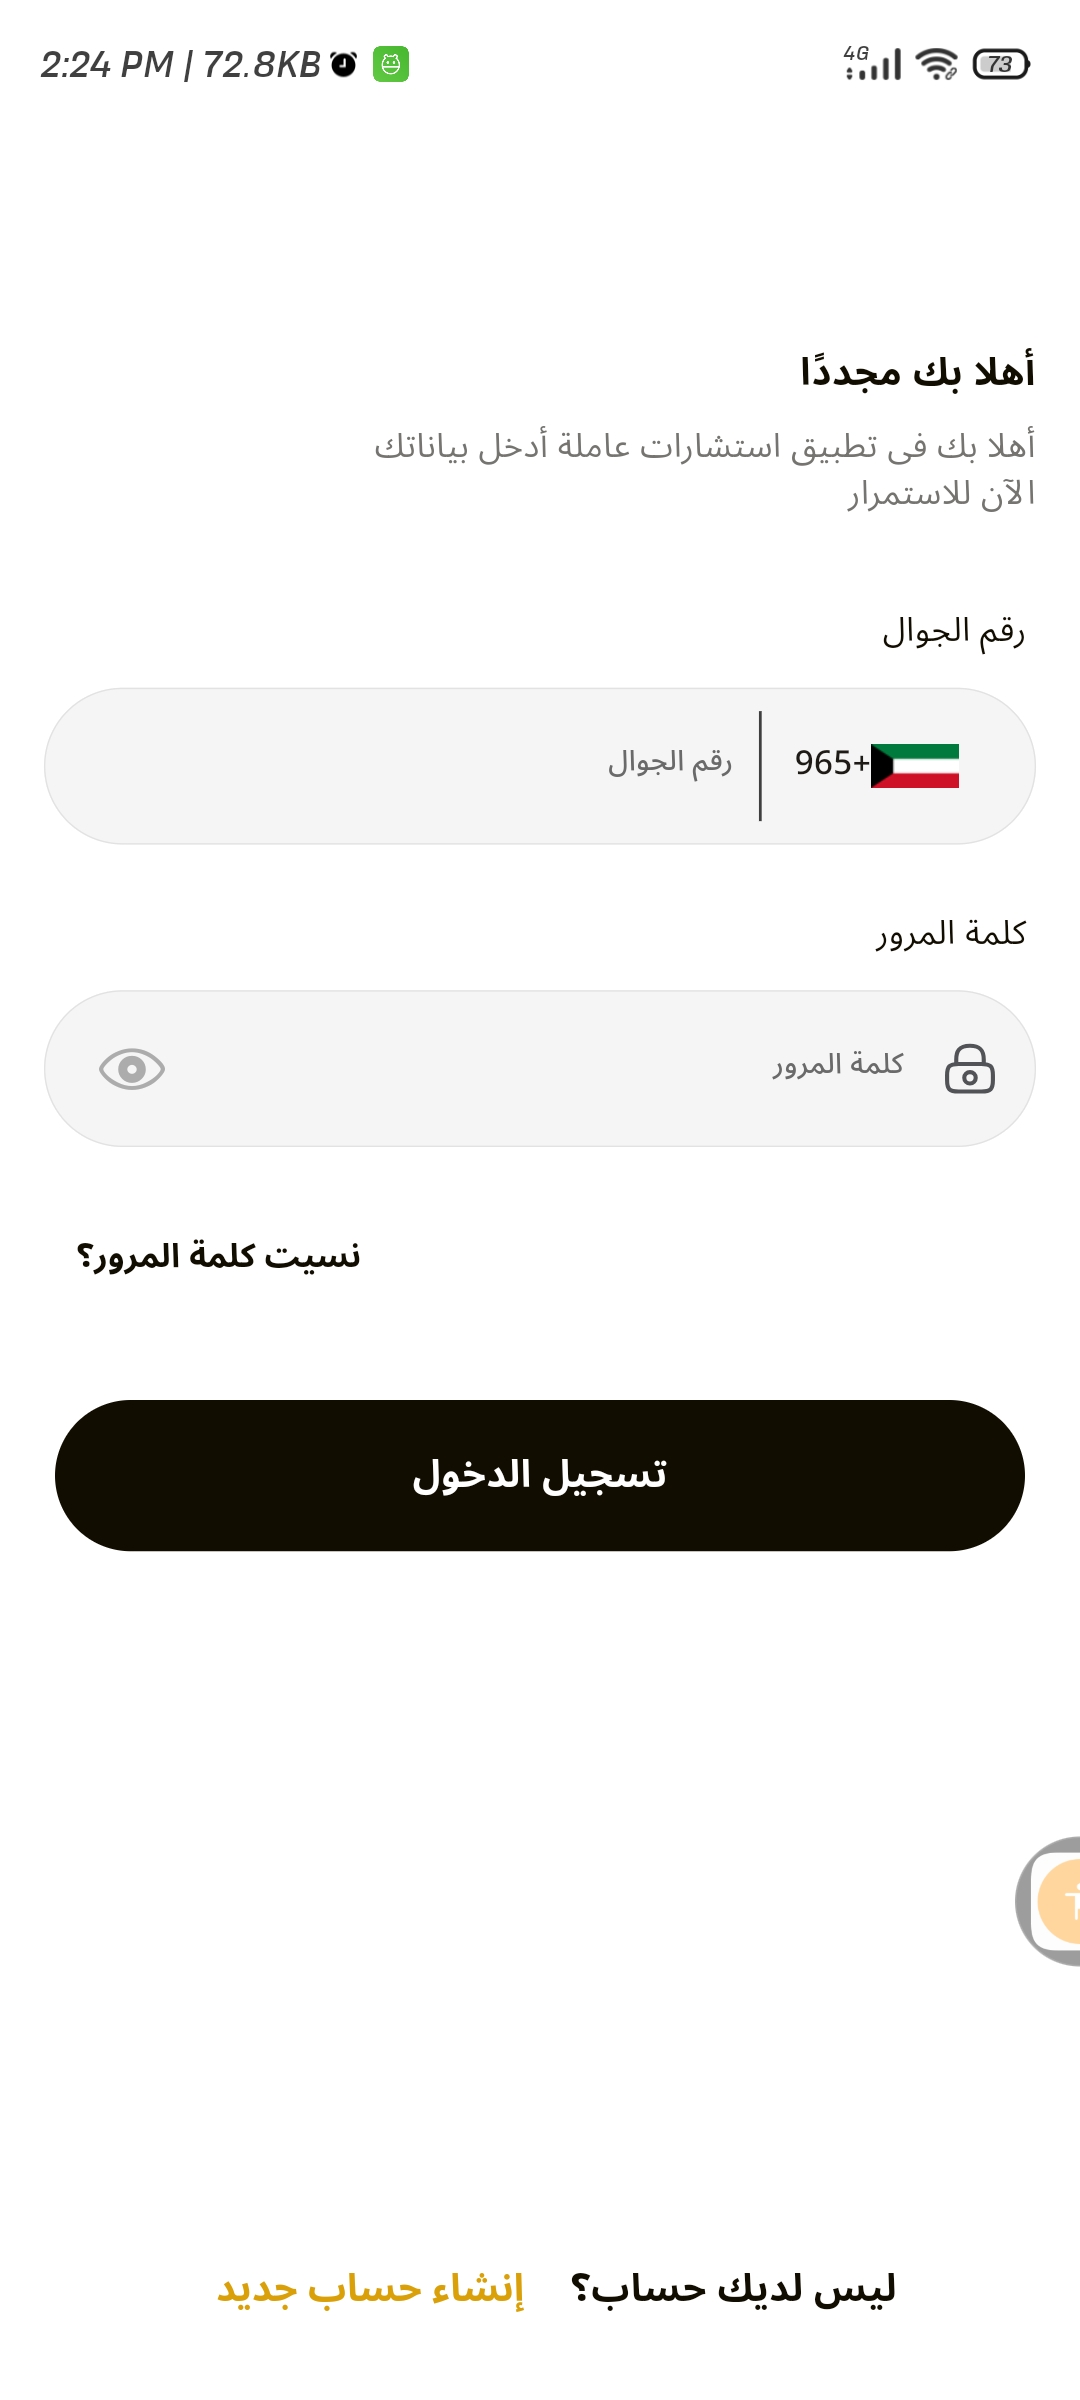 2:24 PM | 72.8KB
4G
73
أهلا بك مجددًا
أهلا بك فى تطبيق استشارات عاملة أدخل بياناتك
الآن للاستمرار
رقم الجوال
965+
رقم الجوال
كلمة المرور
كلمة المرور
نسيت كلمة المرور؟
تسجيل الدخول
ليس لديك حساب؟ إنشاء حساب جديد